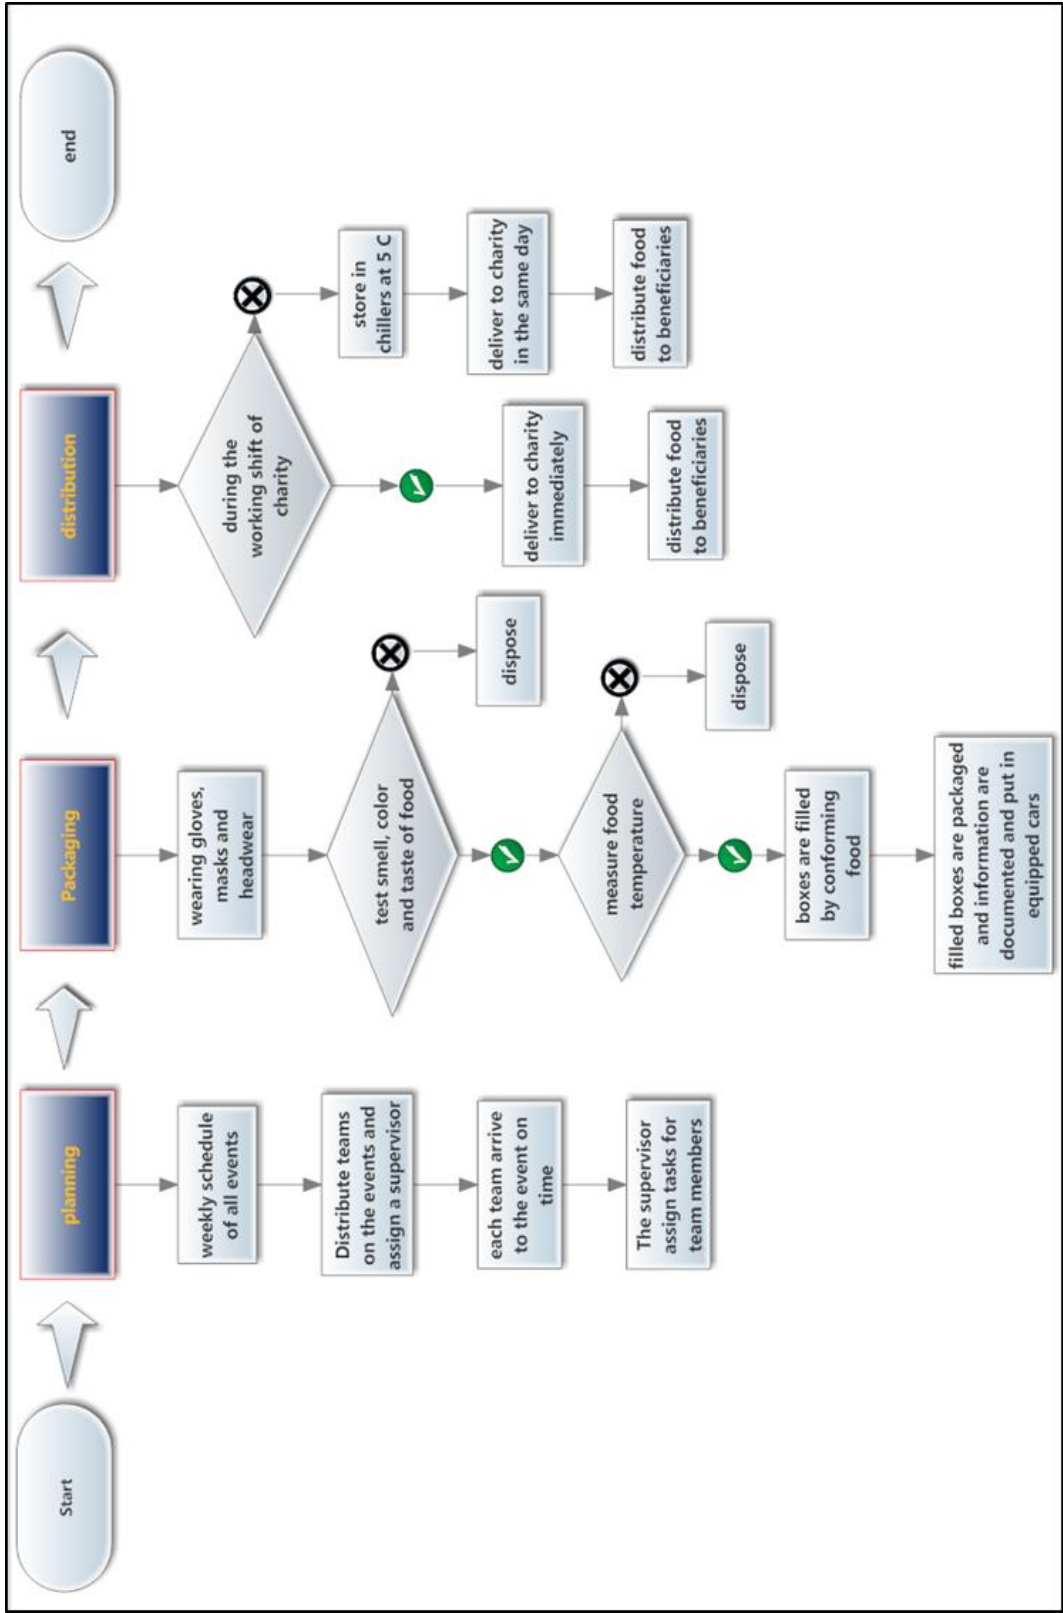 Start
planning
weekly schedule
of all events
Distribute teams
on the events and
assign a supervisor
each team arrive
to the event on
time
The supervisor
assign tasks for
team members
Packaging
wearing gloves,
masks and
headwear
test smell, color
and taste of food
dispose
measure food
temperature
dispose
boxes are filled
by conforming
food
filled boxes are packaged
and information are
documented and put in
equipped cars
distribution
during the
working shift of
charity
deliver to charity
immediately
distribute food
to beneficiaries
store in
chillers at 5 C
deliver to charity
in the same day
distribute food
to beneficiaries
end